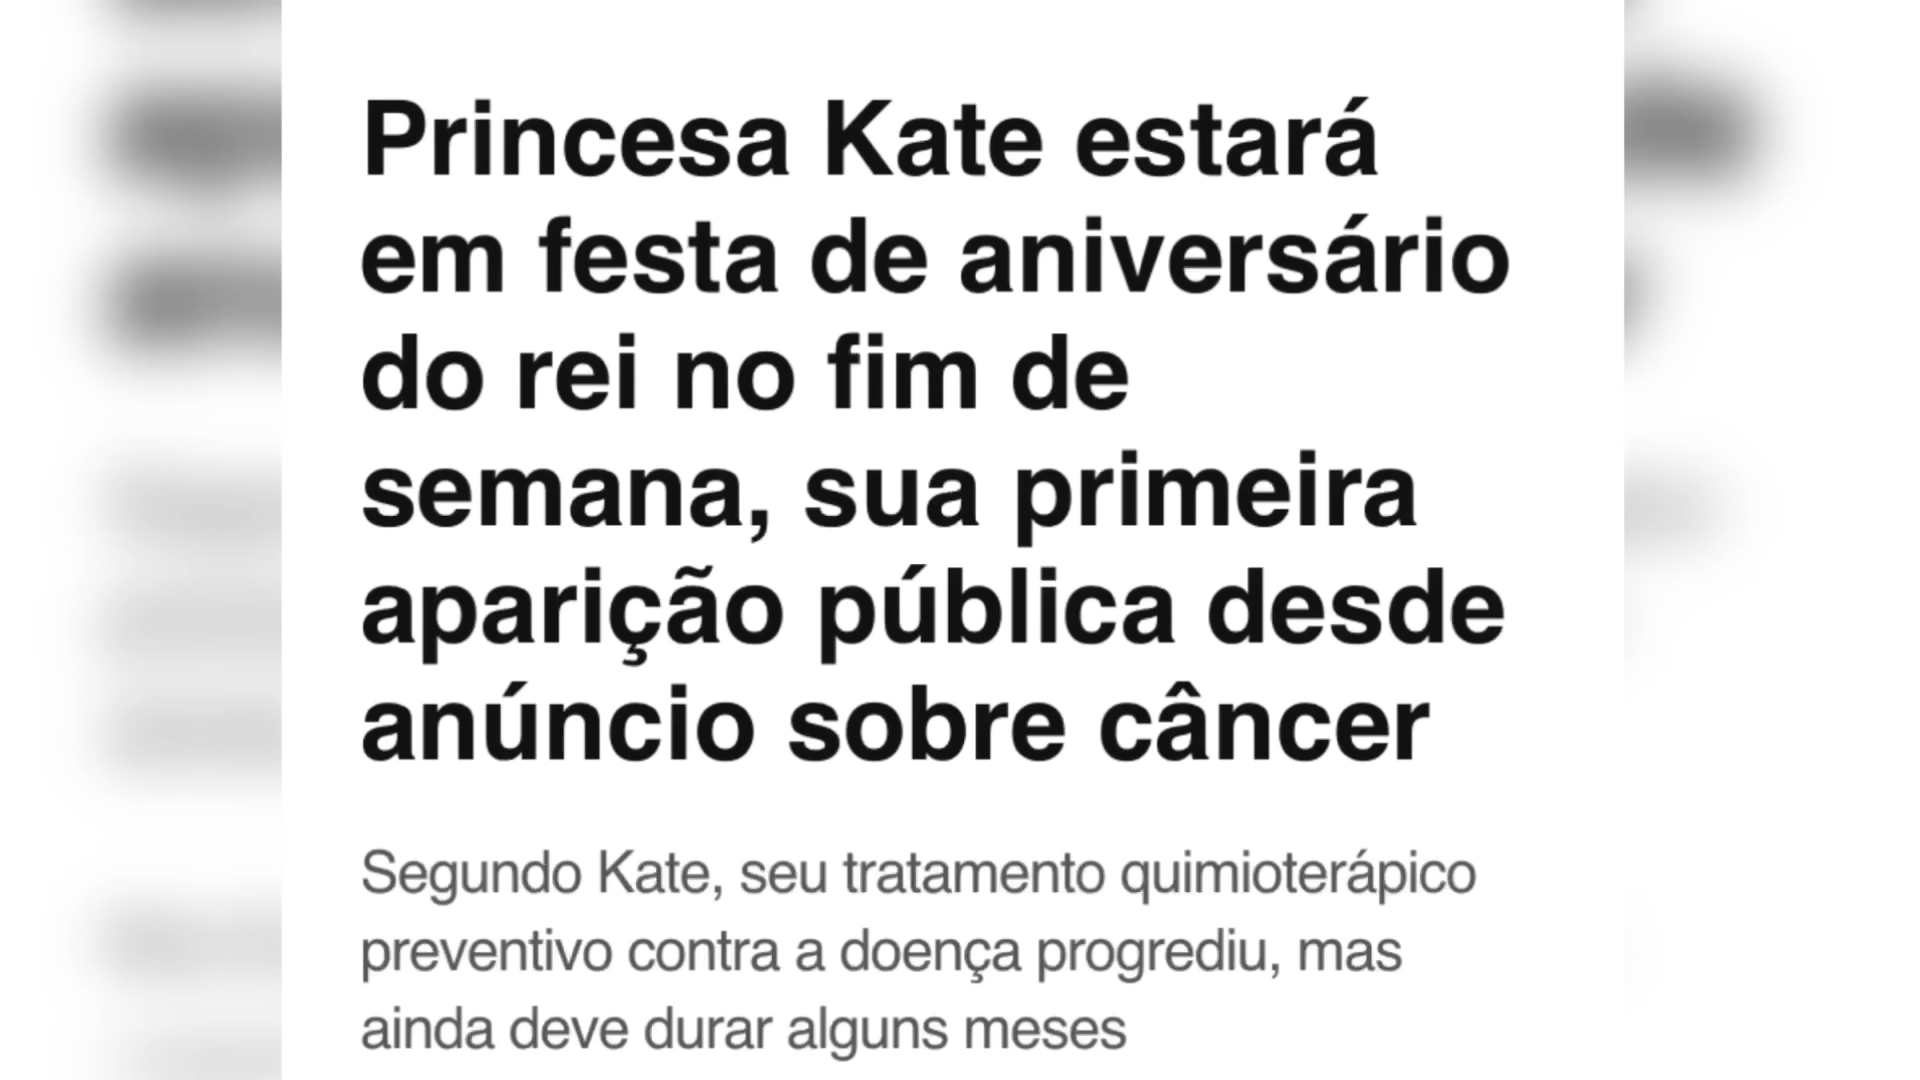 Princesa Kate estará
em festa de aniversário
do rei no fim de
semana, sua primeira
aparição pública desde
anúncio sobre câncer
Segundo Kate, seu tratamento quimioterápico
preventivo contra a doença progrediu, mas
ainda deve durar alguns meses